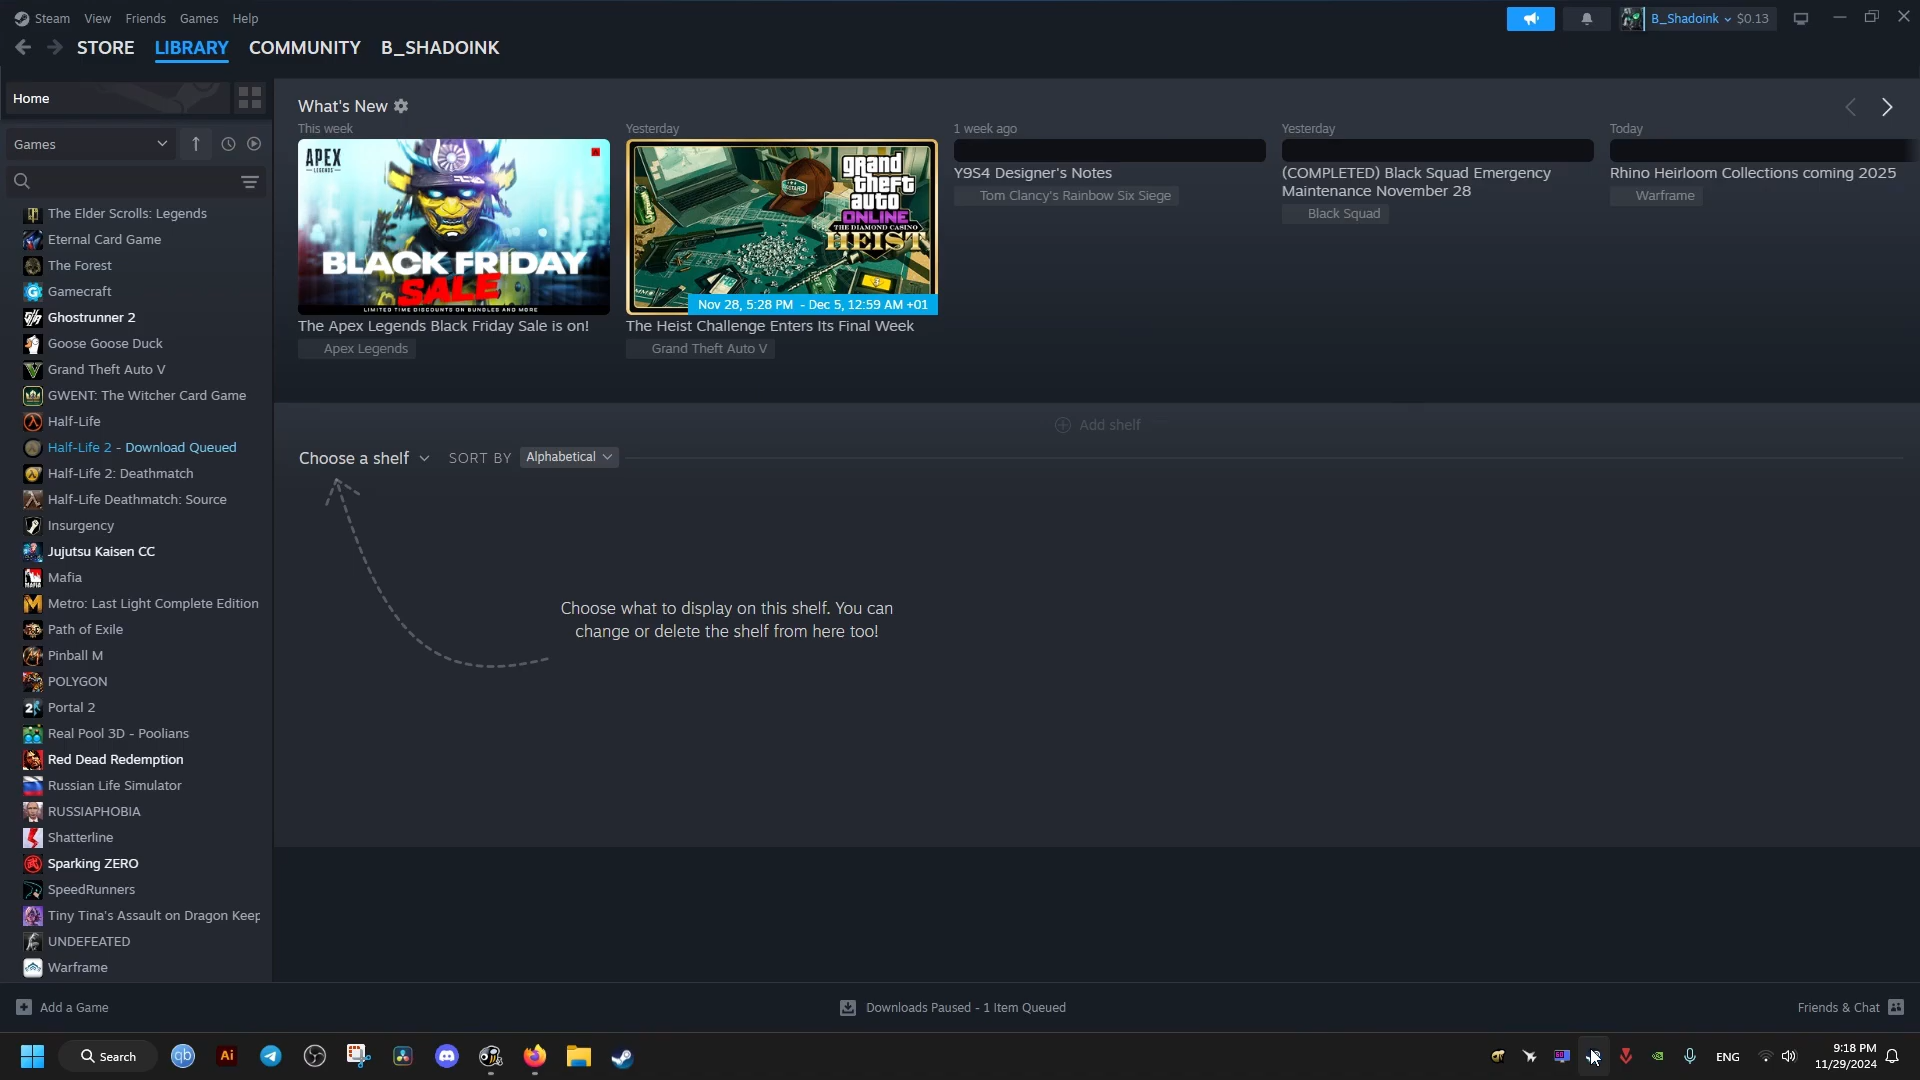 Steam View Friends Games Help
B_Shadoink $0.13
STORE LIBRARY COMMUNITY B_SHADOINK
Home
Games
The Elder Scrolls: Legends
Eternal Card Game
The Forest
Gamecraft
Ghostrunner 2
Goose Goose Duck
Grand Theft Auto V
GWENT: The Witcher Card Game
Half-Life
Half-Life 2 - Download Queued
Half-Life 2: Deathmatch
Half-Life Deathmatch: Source
Insurgency
Jujutsu Kaisen CC
Mafia
Metro: Last Light Complete Edition
Path of Exile
Pinball M
POLYGON
Portal 2
Real Pool 3D - Poolians
Red Dead Redemption
Russian Life Simulator
RUSSIAPHOBIA
Shatterline
Sparking ZERO
SpeedRunners
Tiny Tina's Assault on Dragon Keep
UNDEFEATED
Warframe
What's New
This week
APEX
LEGENDS
BLACK FRIDAY
SALE
LIMITED TIME DISCOUNTS ON BUNDLES AND MORE
The Apex Legends Black Friday Sale is on!
Apex Legends
Yesterday
grand
theft
auto
ONLINE
THE DIAMOND CASINO
HEIST
Nov 28, 5:28 PM - Dec 5, 12:59 AM +01
The Heist Challenge Enters Its Final Week
Grand Theft Auto V
1 week ago
Y9S4 Designer's Notes
Tom Clancy's Rainbow Six Siege
Yesterday
(COMPLETED) Black Squad Emergency
Maintenance November 28
Black Squad
Today
Rhino Heirloom Collections coming 2025
Warframe
Add shelf
Choose a shelf SORT BY Alphabetical
Choose what to display on this shelf. You can
change or delete the shelf from here too!
Add a Game
Downloads Paused - 1 Item Queued
Friends & Chat
Search
qb
Ai
ENG
9:18 PM
11/29/2024